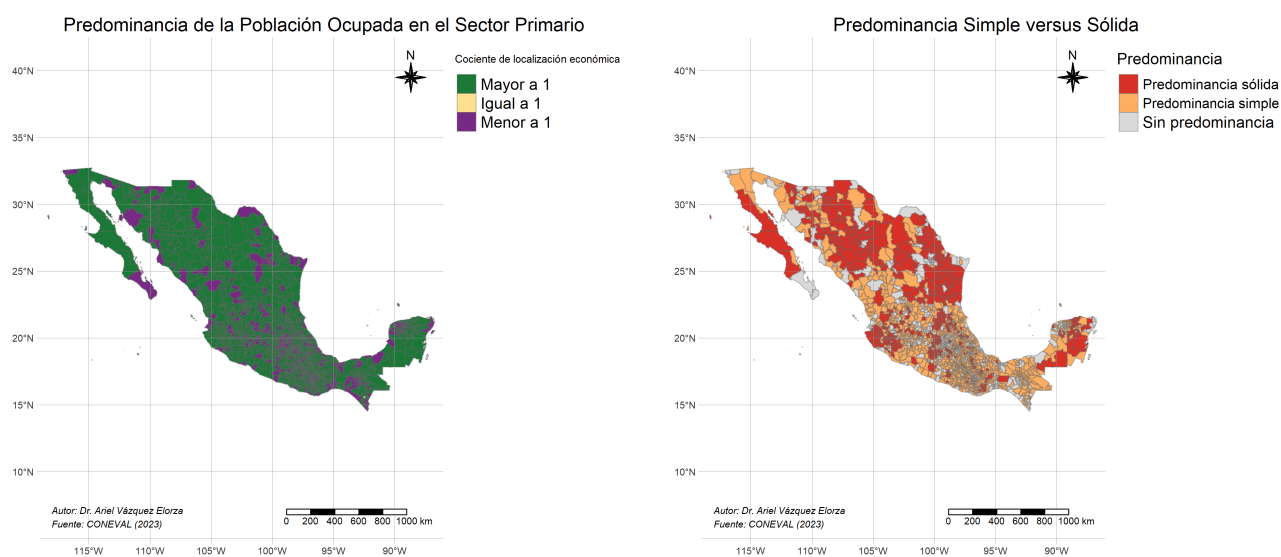 Predominancia de la Población Ocupada en el Sector Primario
N
Cociente de localización económica
Mayor a 1
Igual a 1
Menor a 1
40°N
35°N
30°N
25°N
20°N
15°N
10°N
Autor: Dr. Ariel Vázquez Elorza
Fuente: CONEVAL (2023)
0 200 400 600 800 1000 km
115°W 110°W 105°W 100°W 95°W 90°W
Predominancia Simple versus Sólida
N
Predominancia
Predominancia sólida
Predominancia simple
Sin predominancia
40°N
35°N
30°N
25°N
20°N
15°N
10°N
Autor: Dr. Ariel Vázquez Elorza
Fuente: CONEVAL (2023)
0 200 400 600 800 1000 km
115°W 110°W 105°W 100°W 95°W 90°W